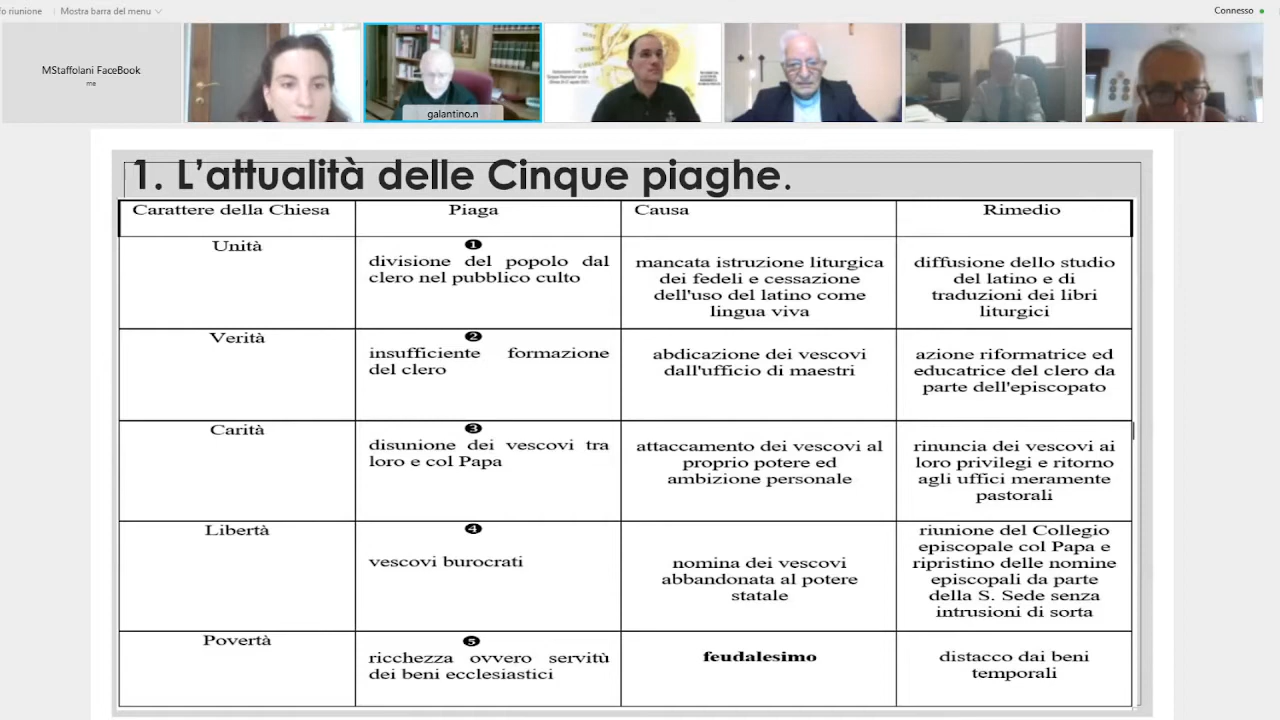 fo riunione
Mostra barra del menu
Connesso
MStaffolani FaceBook
me
galantino.n
1. L’attualità delle Cinque piaghe.
Carattere della Chiesa
Piaga
Causa
Rimedio
Unità
❶
divisione del popolo dal
clero nel pubblico culto
mancata istruzione liturgica
dei fedeli e cessazione
dell'uso del latino come
lingua viva
diffusione dello studio
del latino e di
traduzioni dei libri
liturgici
Verità
❷
insufficiente formazione
del clero
abdicazione dei vescovi
dall'ufficio di maestri
azione riformatrice ed
educatrice del clero da
parte dell'episcopato
Carità
❸
disunione dei vescovi tra
loro e col Papa
attaccamento dei vescovi al
proprio potere ed
ambizione personale
rinuncia dei vescovi ai
loro privilegi e ritorno
agli uffici meramente
pastorali
Libertà
❹
vescovi burocrati
nomina dei vescovi
abbandonata al potere
statale
riunione del Collegio
episcopale col Papa e
ripristino delle nomine
episcopali da parte
della S. Sede senza
intrusioni di sorta
Povertà
❺
ricchezza ovvero servitù
dei beni ecclesiastici
feudalesimo
distacco dai beni
temporali